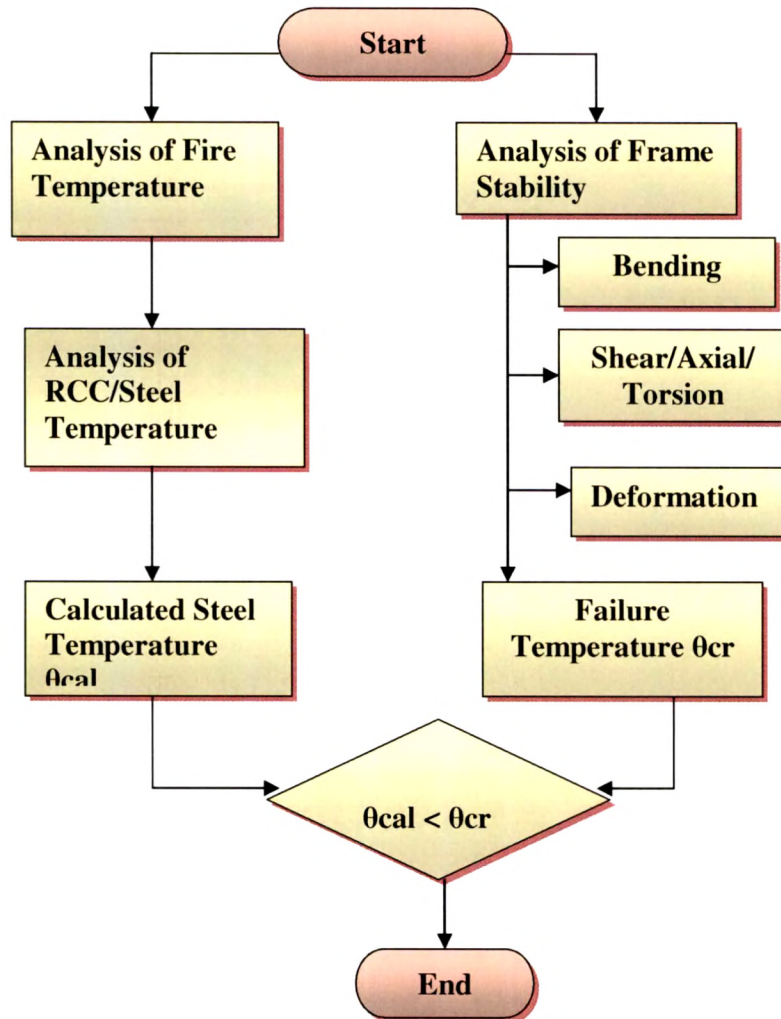 Start
Analysis of Fire
Temperature
Analysis of Frame
Stability
Bending
Analysis of
RCC/Steel
Temperature
Shear/Axial/
Torsion
Deformation
Calculated Steel
Temperature
θcal
Failure
Temperature θcr
θcal < θcr
End